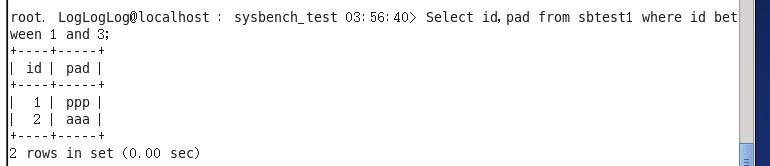 root. LogLogLog@localhost : sysbench_test 03:56:40> Select id,pad from sbtest1 where id bet
ween 1 and 3;
+----+-----+
| id | pad |
+----+-----+
|  1 | ppp |
|  2 | aaa |
+----+-----+
2 rows in set (0.00 sec)